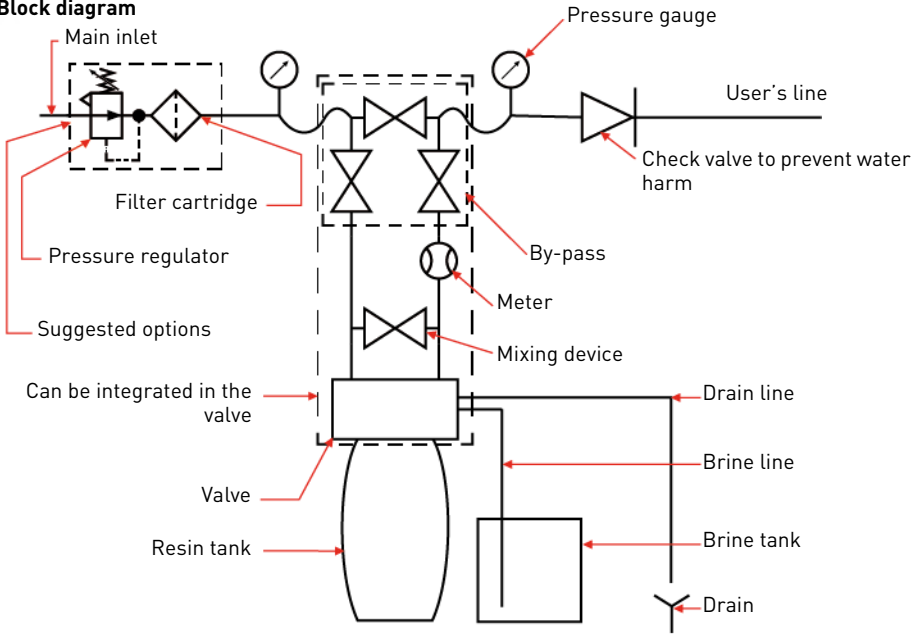 Block diagram
Main inlet
Pressure gauge
User’s line
Check valve to prevent water
harm
Filter cartridge
Pressure regulator
By-pass
Meter
Suggested options
Mixing device
Can be integrated in the
valve
Drain line
Brine line
Valve
Resin tank
Brine tank
Drain